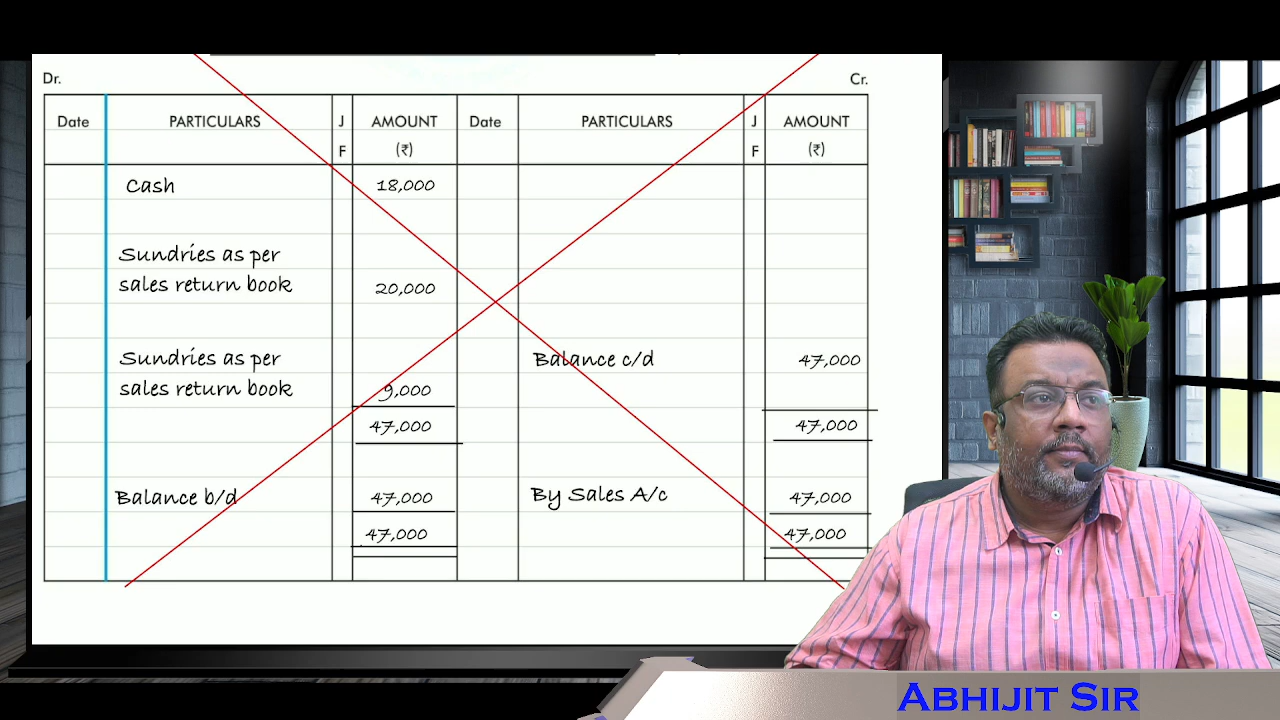 Dr. Cr.
Date PARTICULARS J F AMOUNT (₹) Date PARTICULARS J F AMOUNT (₹)
Cash 18,000
Sundries as per
sales return book 20,000
Sundries as per Balance c/d 47,000
sales return book 9,000
47,000 47,000
Balance b/d 47,000 By Sales A/c 47,000
47,000 47,000
Abhijit Sir